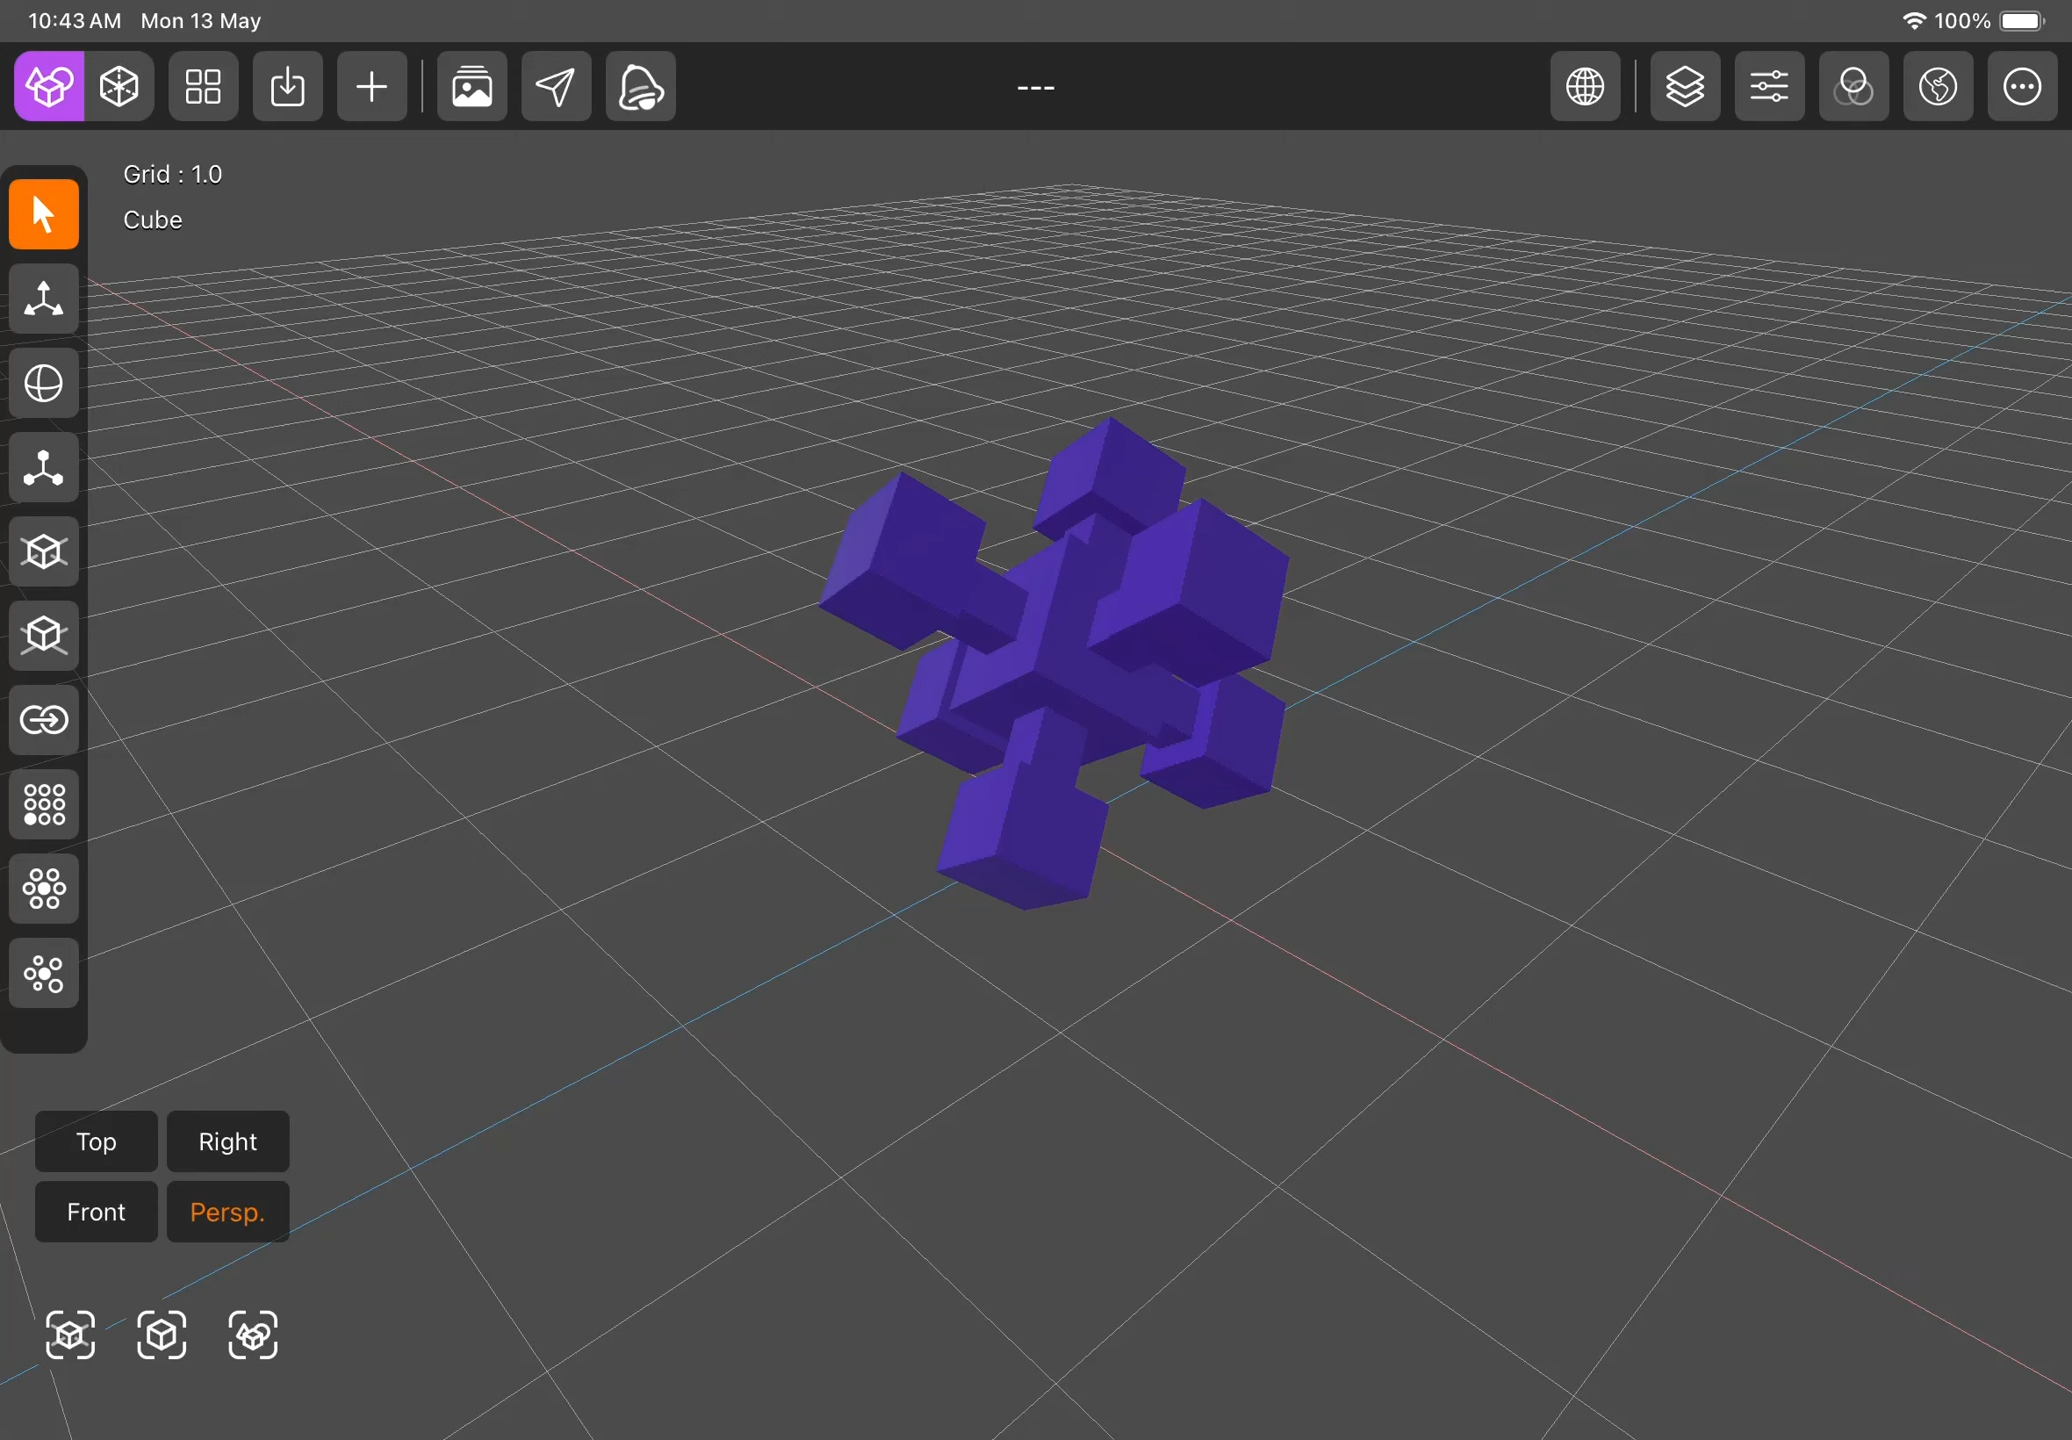 10:43 AM Mon 13 May
100%
---
Grid : 1.0
Cube
Top Right
Front Persp.